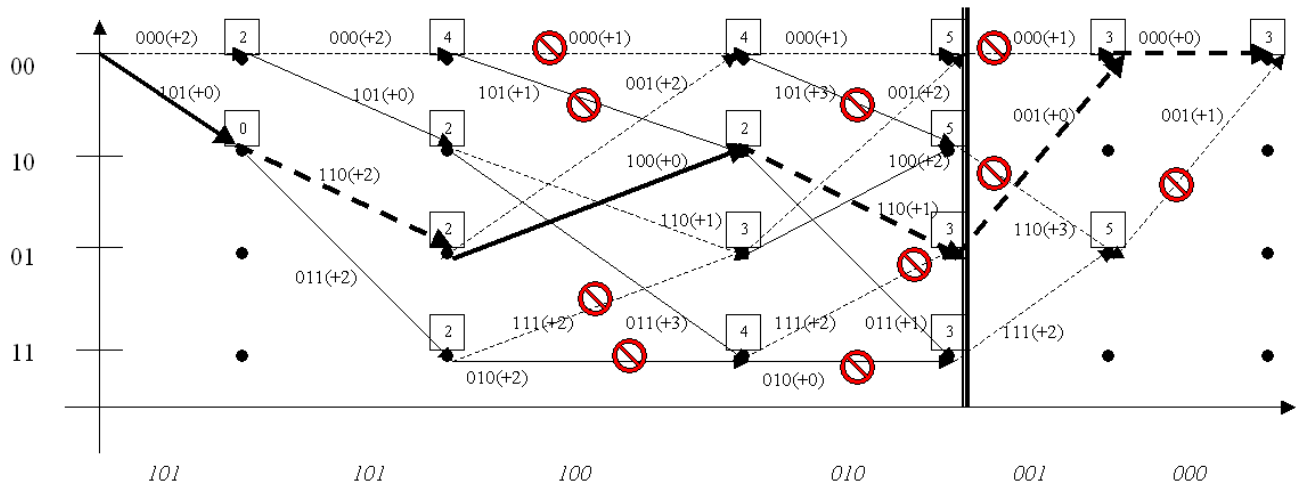 2 4 4 5 3 3
000(+2) 000(+2) 000(+1) 000(+1) 000(+1) 000(+0)
00
101(+0) 101(+0) 101(+1) 001(+2) 101(+3) 001(+2) 001(+0) 001(+1)
0 2 2 5
10
110(+2) 100(+0) 100(+2)
2 110(+1) 3 110(+1) 3 110(+3) 5
01
011(+2)
111(+2) 011(+3) 111(+2) 011(+1) 111(+2)
2 4 3
11
010(+2) 010(+0)
101 101 100 010 001 000